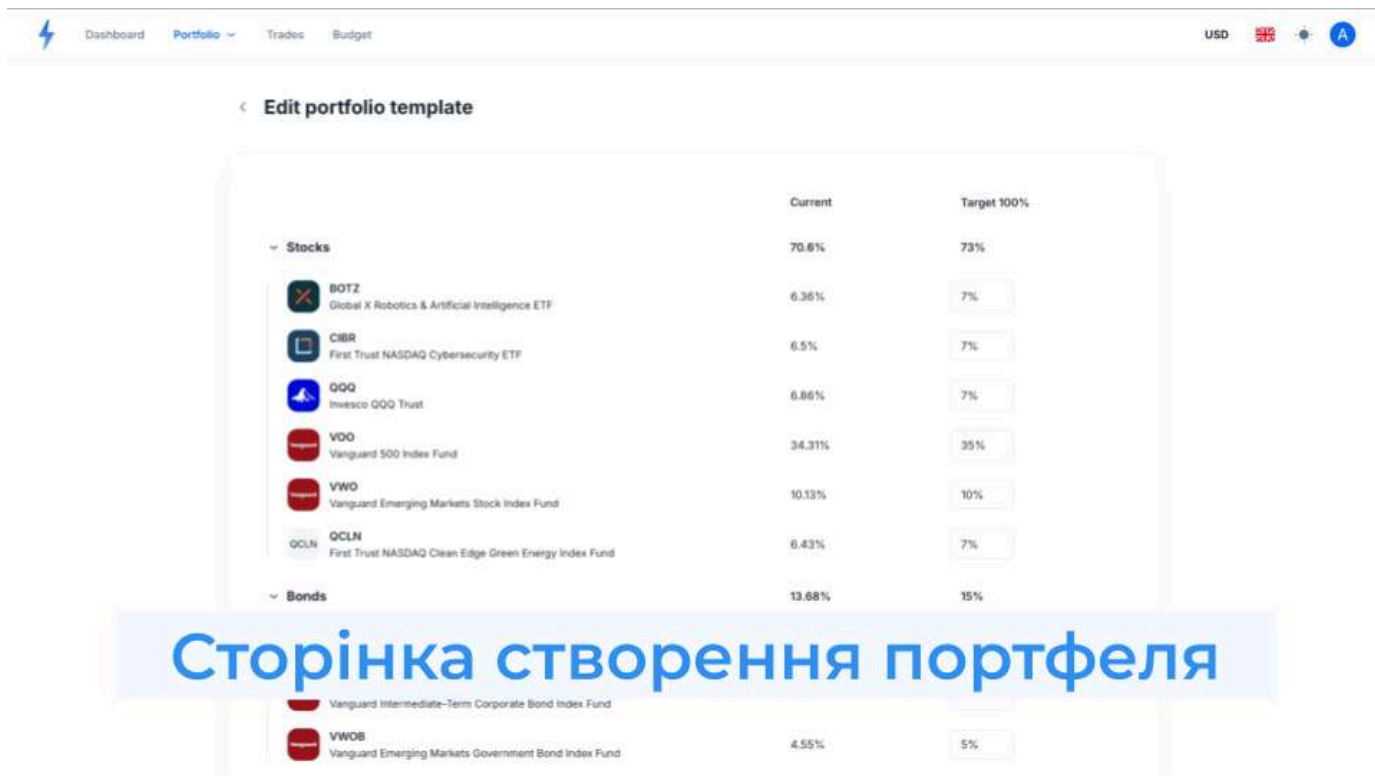 Dashboard Portfolio Trades Budget USD A
Edit portfolio template
Current Target 100%
Stocks 70.6% 73%
BOTZ
Global X Robotics & Artificial Intelligence ETF 6.36% 7%
CIBR
First Trust NASDAQ Cybersecurity ETF 6.5% 7%
QQQ
Invesco QQQ Trust 6.86% 7%
Vanguard VOO
Vanguard 500 Index Fund 34.31% 35%
Vanguard VWO
Vanguard Emerging Markets Stock Index Fund 10.13% 10%
QCLN QCLN
First Trust NASDAQ Clean Edge Green Energy Index Fund 6.43% 7%
Bonds 13.68% 15%
Сторінка створення портфеля
Vanguard Intermediate-Term Corporate Bond Index Fund
Vanguard VWOB
Vanguard Emerging Markets Government Bond Index Fund 4.55% 5%